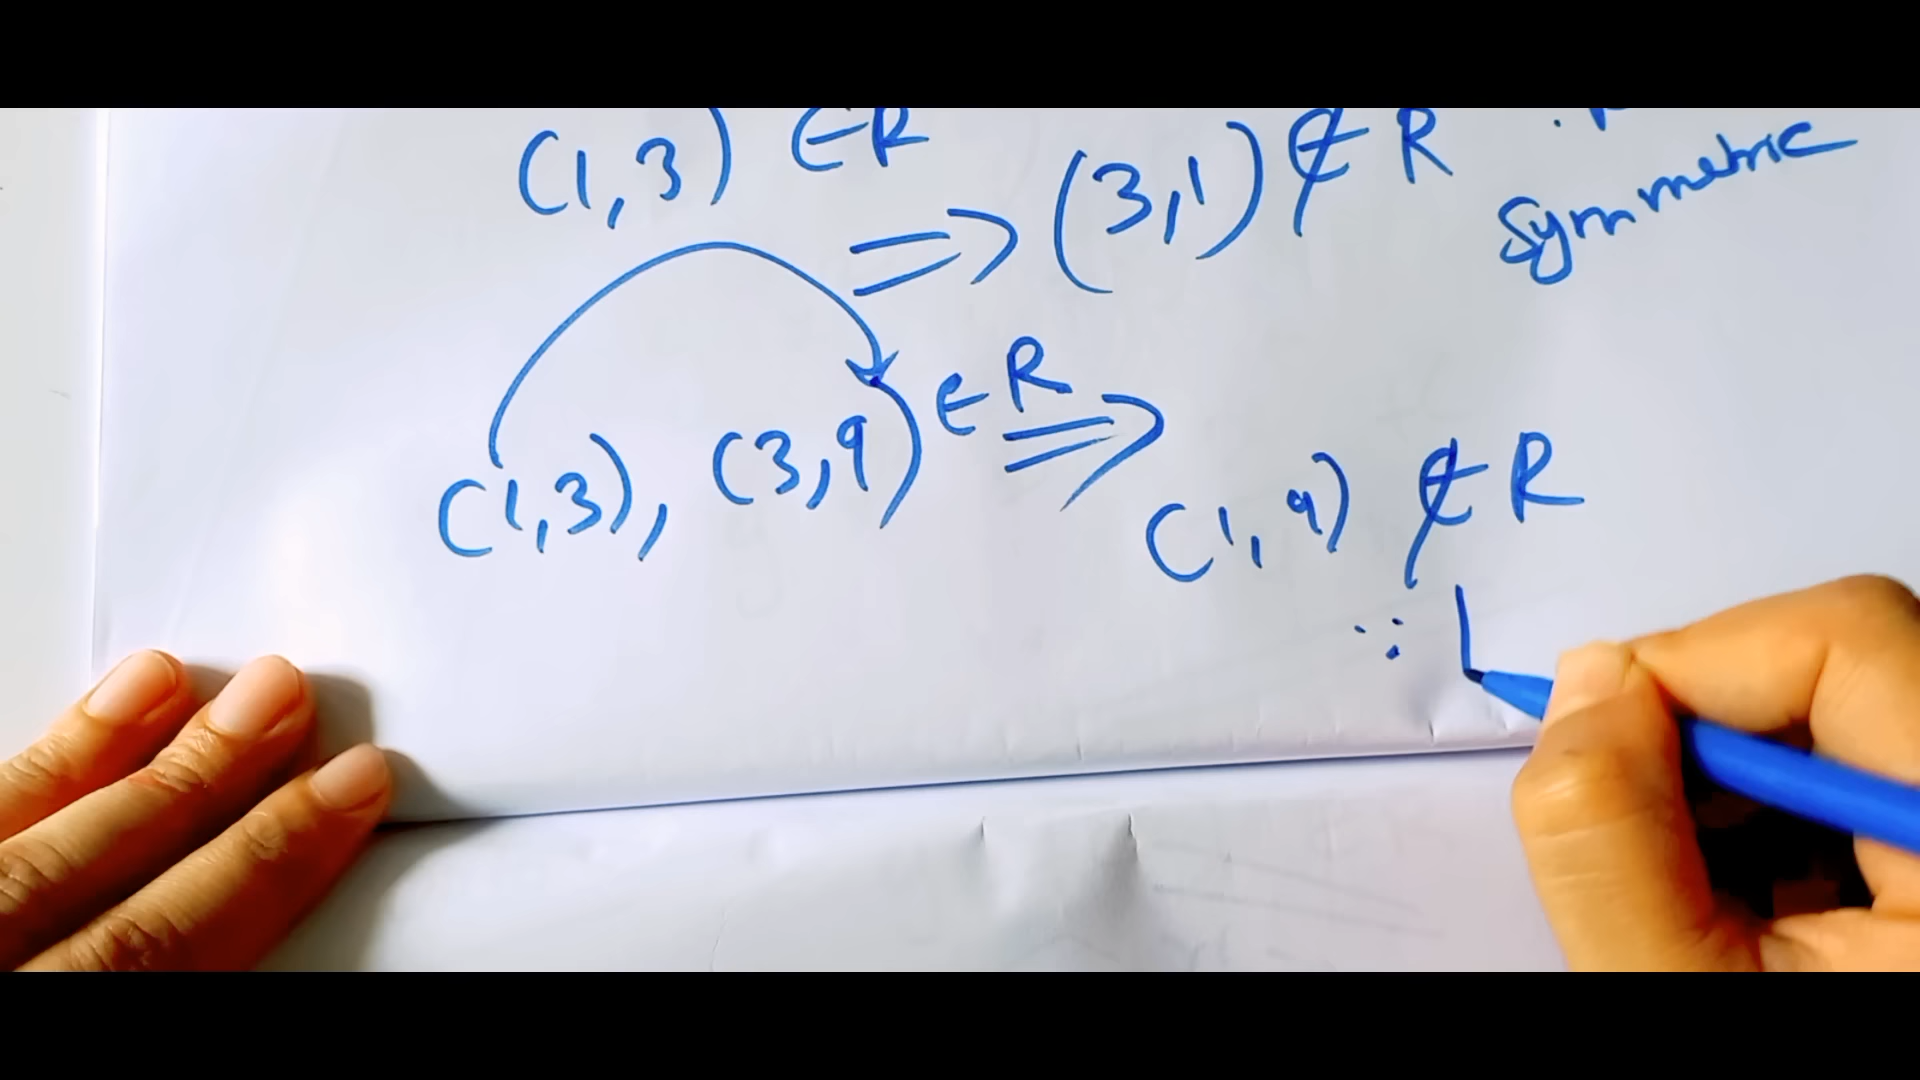 (1,3) ∈ R
⇒ (3,1) ∉ R
symmetric
(1,3), (3,9) ∈ R ⇒
(1,9) ∉ R
∵